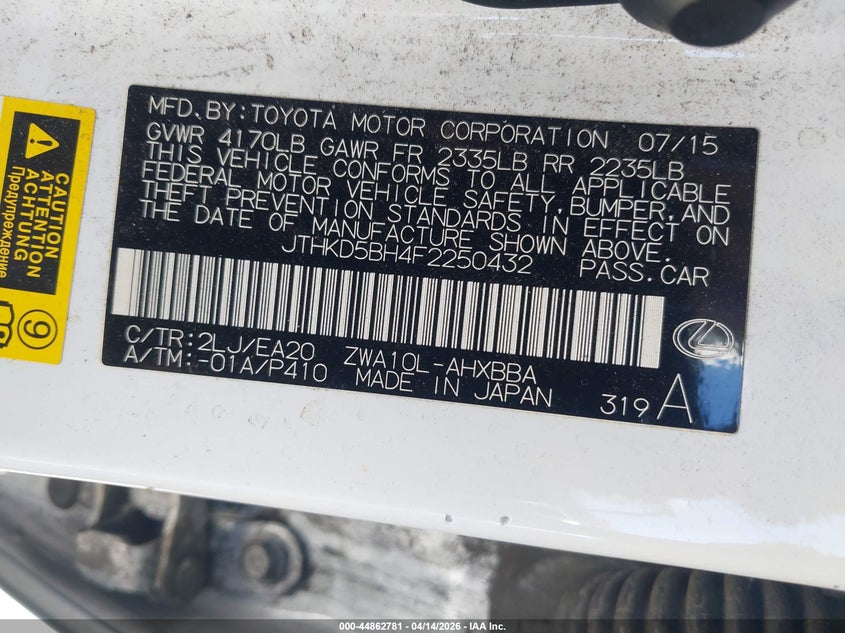 MFD.BY:TOYOTA MOTOR CORPORATION 07/15
GVWR 4170LB GAWR FR 2335LB RR 2235LB
THIS VEHICLE CONFORMS TO ALL APPLICABLE
FEDERAL MOTOR VEHICLE SAFETY,BUMPER,AND
THEFT PREVENTION STANDARDS IN EFFECT ON
THE DATE OF MANUFACTURE SHOWN ABOVE.
JTHKD5BH4F2250432 PASS.CAR
C/TR:2LJ/EA20 ZWA10L-AHXBBA
A/TM:-01A/P410 MADE IN JAPAN
319 A
CAUTION
ATTENTION
ACHTUNG
Предупреждение
9
000-44862781 - 04/14/2026 - IAA Inc.